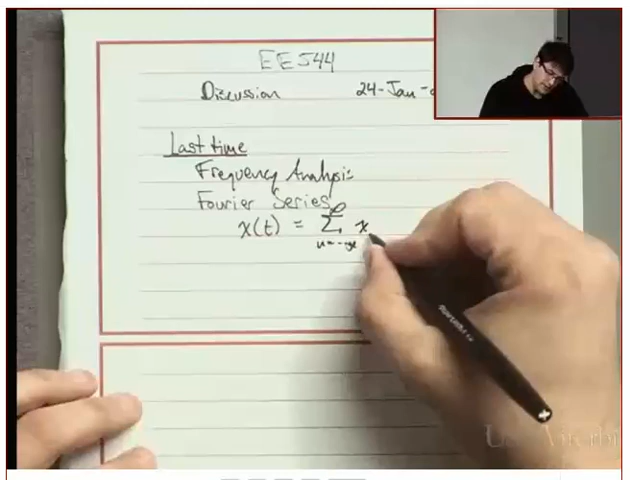 EE544
Discussion 24-Jan-
Last time
Frequency Analysis
Fourier Series
x(t) = ∑ x